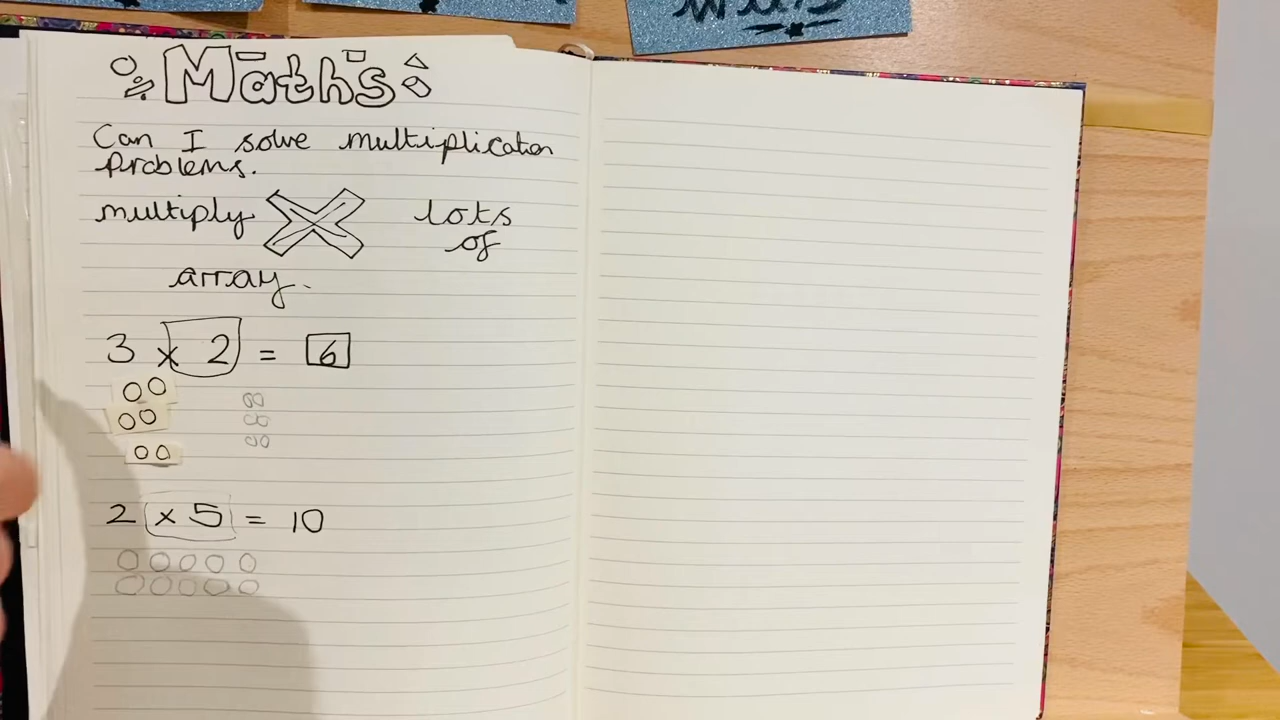 Maths
Can I solve multiplication
problems.
multiply X lots
of
array.
3 x 2 = 6
2 x 5 = 10